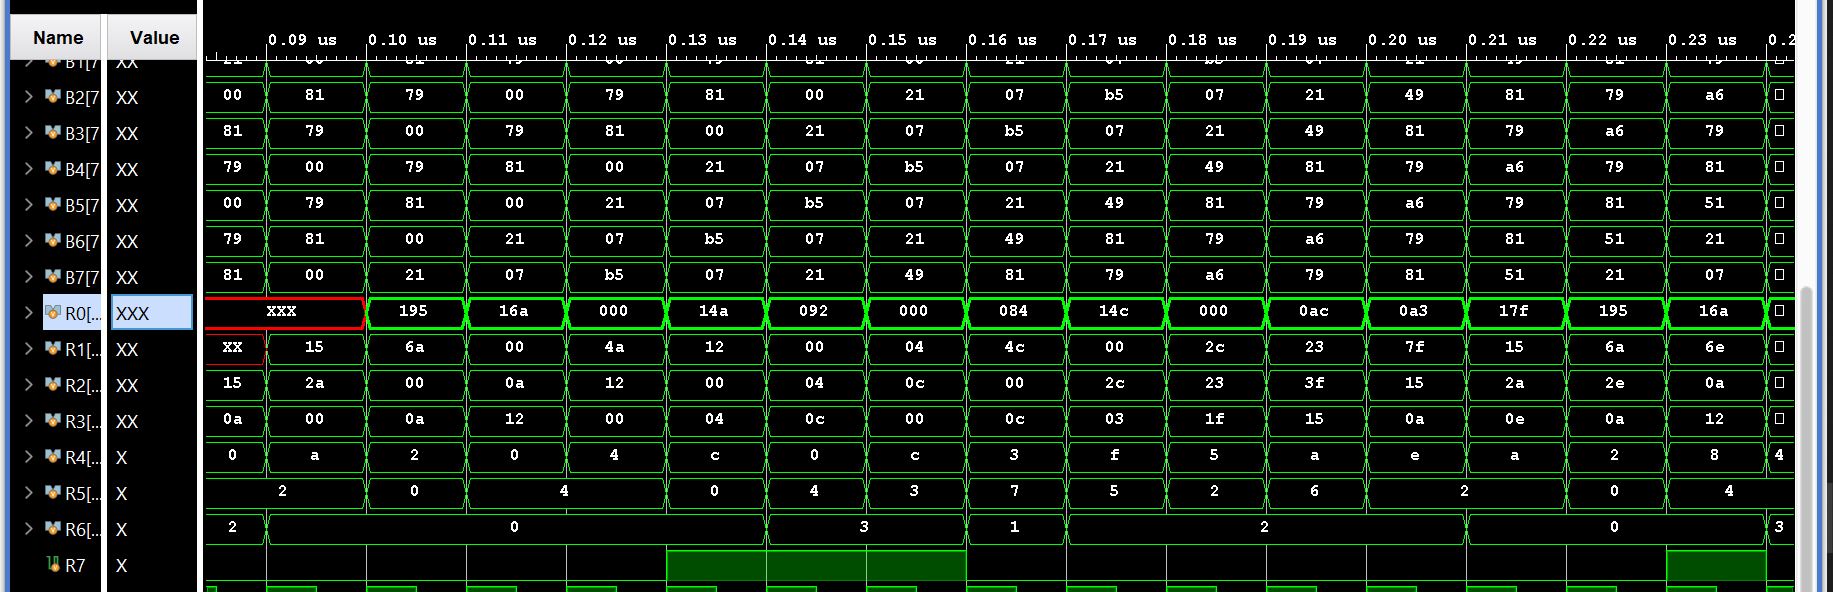 Name Value
0.09 us 0.10 us 0.11 us 0.12 us 0.13 us 0.14 us 0.15 us 0.16 us 0.17 us 0.18 us 0.19 us 0.20 us 0.21 us 0.22 us 0.23 us 0.2
B1[7 XX
B2[7 XX 00 81 79 00 79 81 00 21 07 b5 07 21 49 81 79 a6
B3[7 XX 81 79 00 79 81 00 21 07 b5 07 21 49 81 79 a6 79
B4[7 XX 79 00 79 81 00 21 07 b5 07 21 49 81 79 a6 79 81
B5[7 XX 00 79 81 00 21 07 b5 07 21 49 81 79 a6 79 81 51
B6[7 XX 79 81 00 21 07 b5 07 21 49 81 79 a6 79 81 51 21
B7[7 XX 81 00 21 07 b5 07 21 49 81 79 a6 79 81 51 21 07
R0[... XXX XXX 195 16a 000 14a 092 000 084 14c 000 0ac 0a3 17f 195 16a
R1[... XX XX 15 6a 00 4a 12 00 04 4c 00 2c 23 7f 15 6a 6e
R2[... XX 15 2a 00 0a 12 00 04 0c 00 2c 23 3f 15 2a 2e 0a
R3[... XX 0a 00 0a 12 00 04 0c 00 0c 03 1f 15 0a 0e 0a 12
R4[... X 0 a 2 0 4 c 0 c 3 f 5 a e a 2 8 4
R5[... X 2 0 4 0 4 3 7 5 2 6 2 0 4
R6[... X 2 0 3 1 2 0 3
R7 X